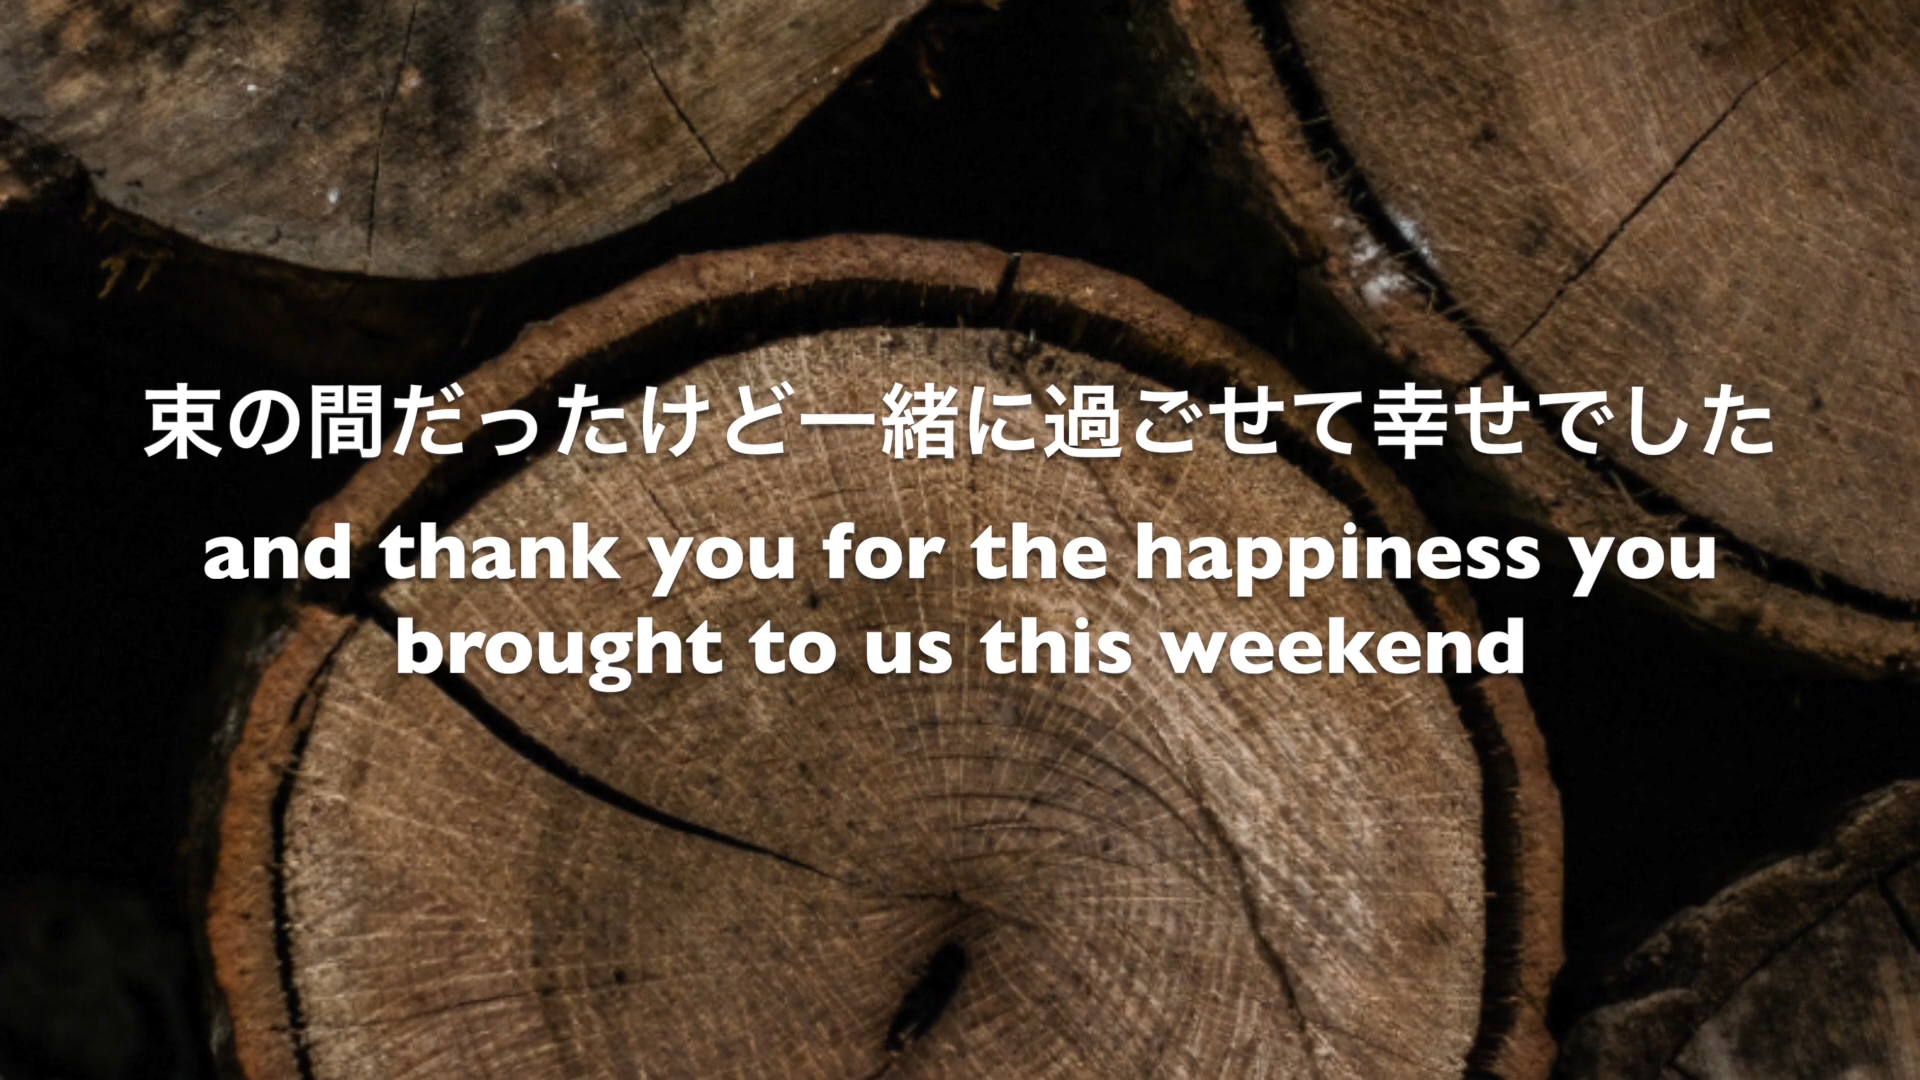 束の間だったけど一緒に過ごせて幸せでした
and thank you for the happiness you
brought to us this weekend